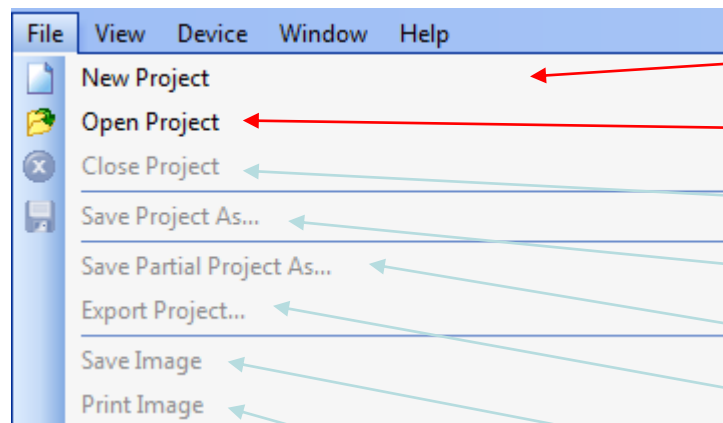 File View Device Window Help
New Project
Open Project
Close Project
Save Project As...
Save Partial Project As...
Export Project...
Save Image
Print Image